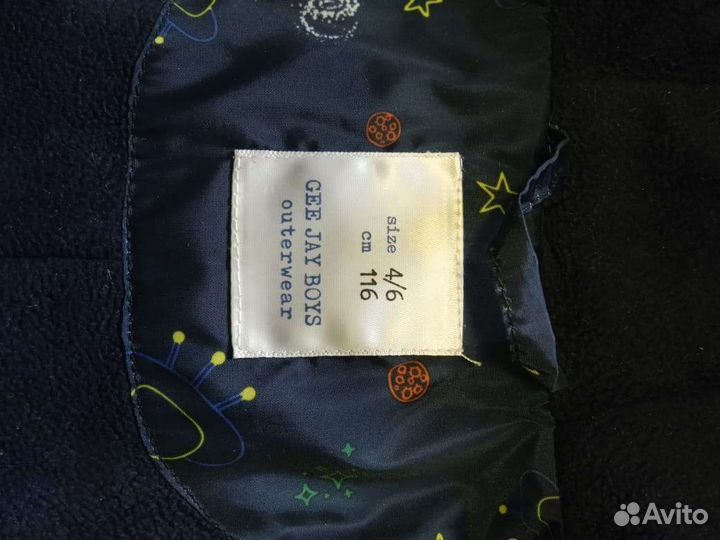 GEE JAY BOYS
outerwear
size 4/6
cm 116
Avito